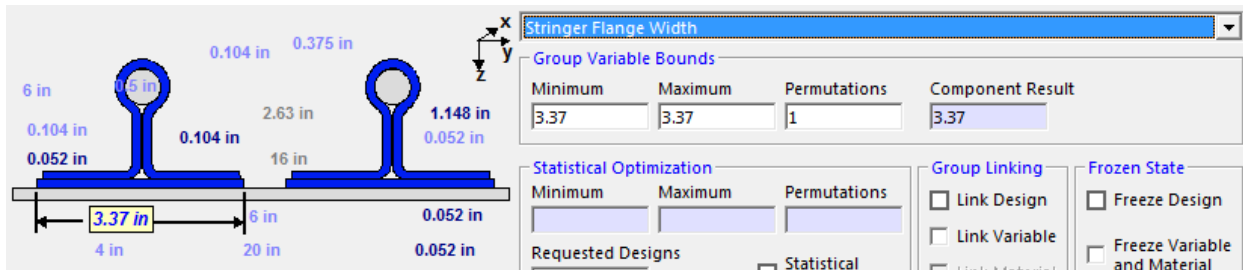 x
y
z
0.104 in
0.375 in
6 in
0.5 in
2.63 in
1.148 in
0.104 in
0.104 in
0.052 in
0.052 in
16 in
3.37 in
6 in
0.052 in
4 in
20 in
0.052 in
Stringer Flange Width
Group Variable Bounds
Minimum
Maximum
Permutations
Component Result
3.37
3.37
1
3.37
Statistical Optimization
Minimum
Maximum
Permutations
Requested Designs
Statistical
Group Linking
Link Design
Link Variable
Link Material
Frozen State
Freeze Design
Freeze Variable
and Material